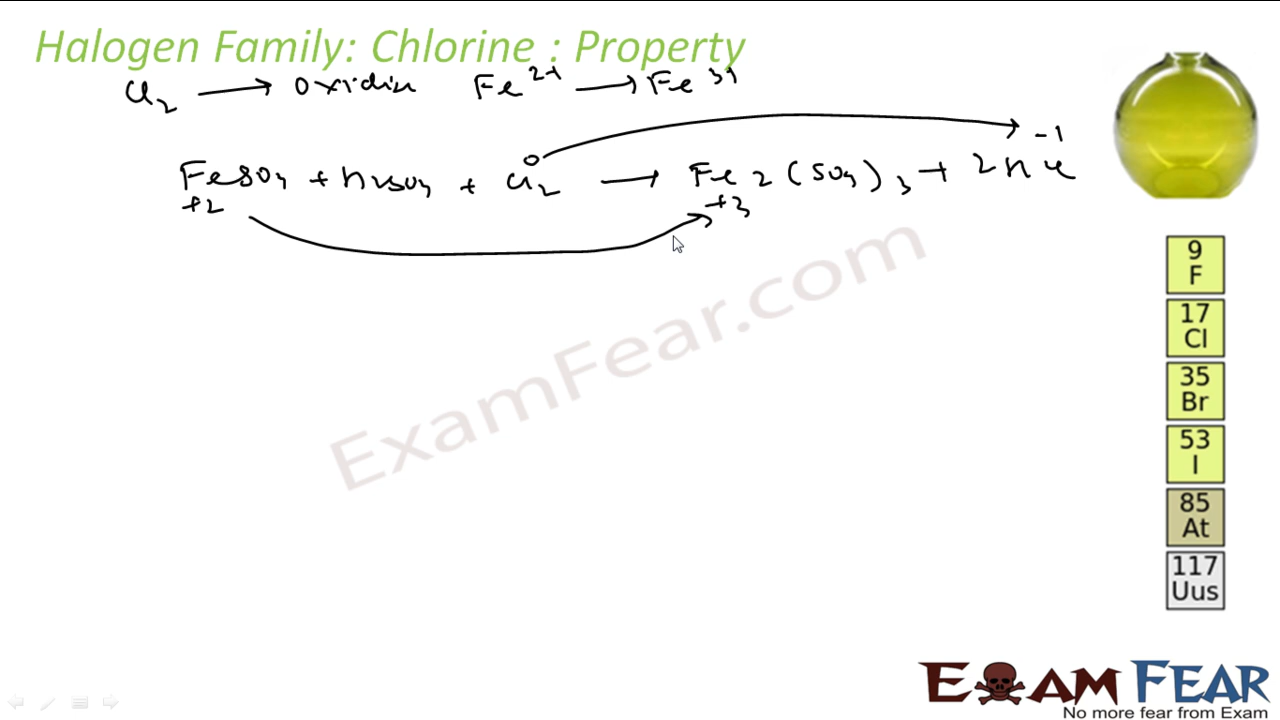 Halogen Family: Chlorine : Property
Cl2 → Oxidin Fe2+ → Fe3+
0 -1
FeSO4 + H2SO4 + Cl2 → Fe2(SO4)3 + 2HCl
+2 +3
ExamFear.com
9
F
17
Cl
35
Br
53
I
85
At
117
Uus
EXAM FEAR
No more fear from Exam